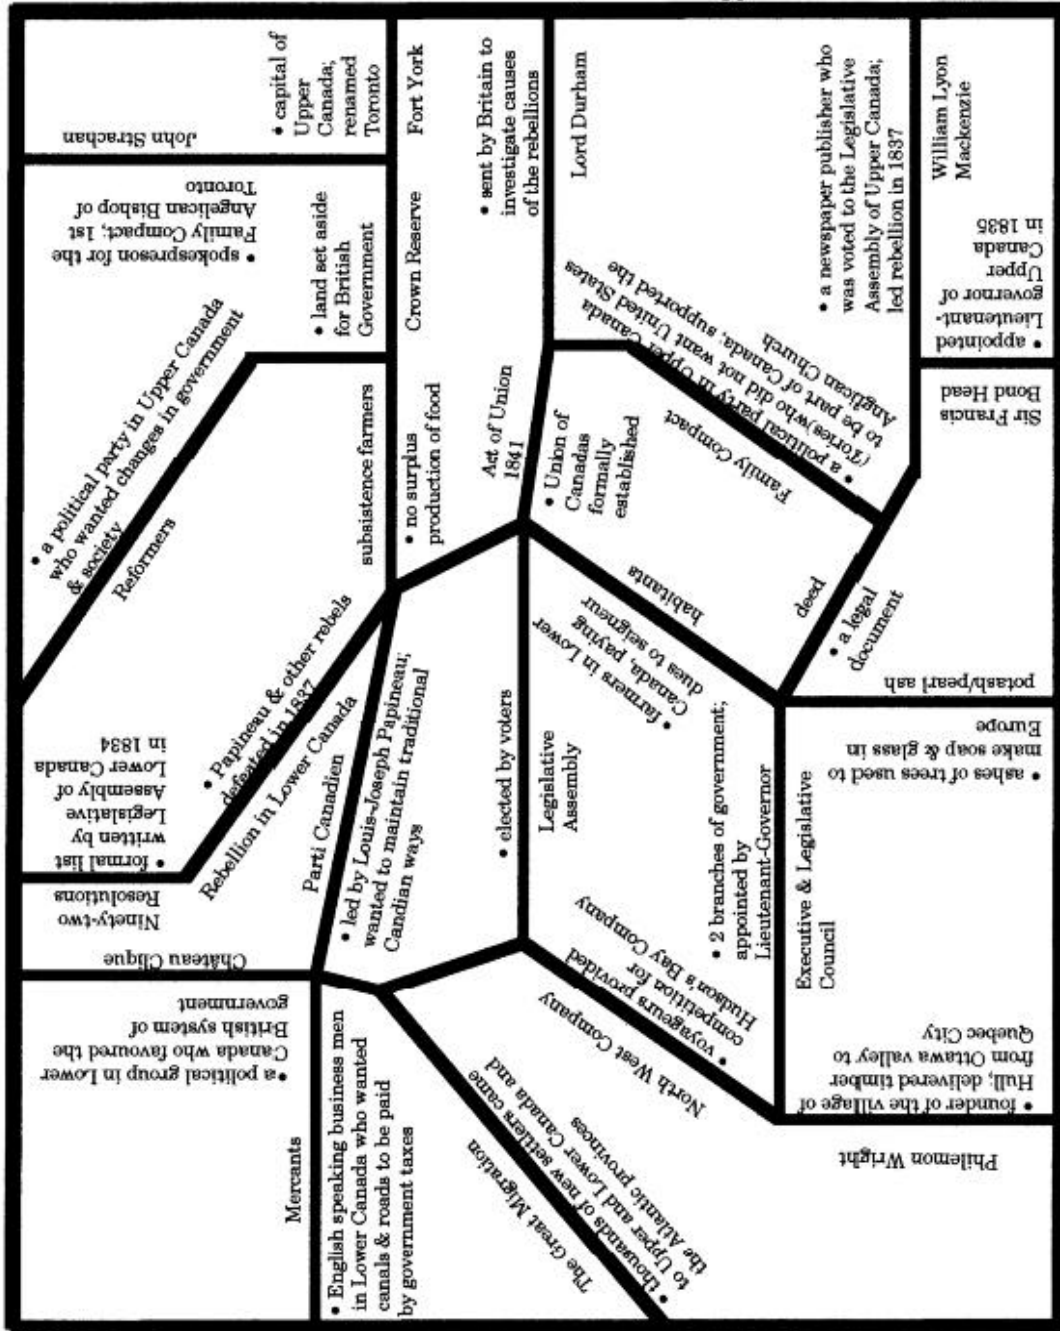 John Strachan
• spokespreson for the
Family Compact; 1st
Angelican Bishop of
Toronto
• capital of
Upper
Canada;
renamed
Toronto
Fort York
• sent by Britain to
investigate causes
of the rebellions
Lord Durham
• a newspaper publisher who
was voted to the Legislative
Assembly of Upper Canada;
led rebellion in 1837
William Lyon
Mackenzie
• appointed
Lieutenant-
governor of
Upper
Canada
in 1835
Sir Francis
Bond Head
• land set aside
for British
Government
Crown Reserve
• a political party in Upper Canada
who wanted changes in government
& society
Reformers
subsistence farmers
• no surplus
production of food
Act of Union
1841
• Union of
Canadas
formally
established
• a political party in Upper Canada
(Tories)who did not want United States
to be part of Canada; supported the
Anglican Church
Family Compact
habitants
• farmers in Lower
Canada, paying
dues to seigneur
deed
• a legal
document
potash/pearl ash
• ashes of trees used to
make soap & glass in
Europe
• formal list
written by
Legislative
Assembly of
Lower Canada
in 1834
Ninety-two
Resolutions
• Papineau & other rebels
defeated in 1837
Rebellion in Lower Canada
Parti Canadien
• led by Louis-Joseph Papineau;
wanted to maintain traditional
Candian ways
• elected by voters
Legislative
Assembly
• 2 branches of government;
appointed by
Lieutenant-Governor
Executive & Legislative
Council
Château Clique
• a political group in Lower
Canada who favoured the
British system of
government
Mercants
• English speaking business men
in Lower Canada who wanted
canals & roads to be paid
by government taxes
North West Company
• voyageurs provided
competition for
Hudson's Bay Company
The Great Migration
• thousands of new settlers came
to Upper and Lower Canada and
the Atlantic provinces
• founder of the village of
Hull; delivered timber
from Ottawa valley to
Quebec City
Philemon Wright